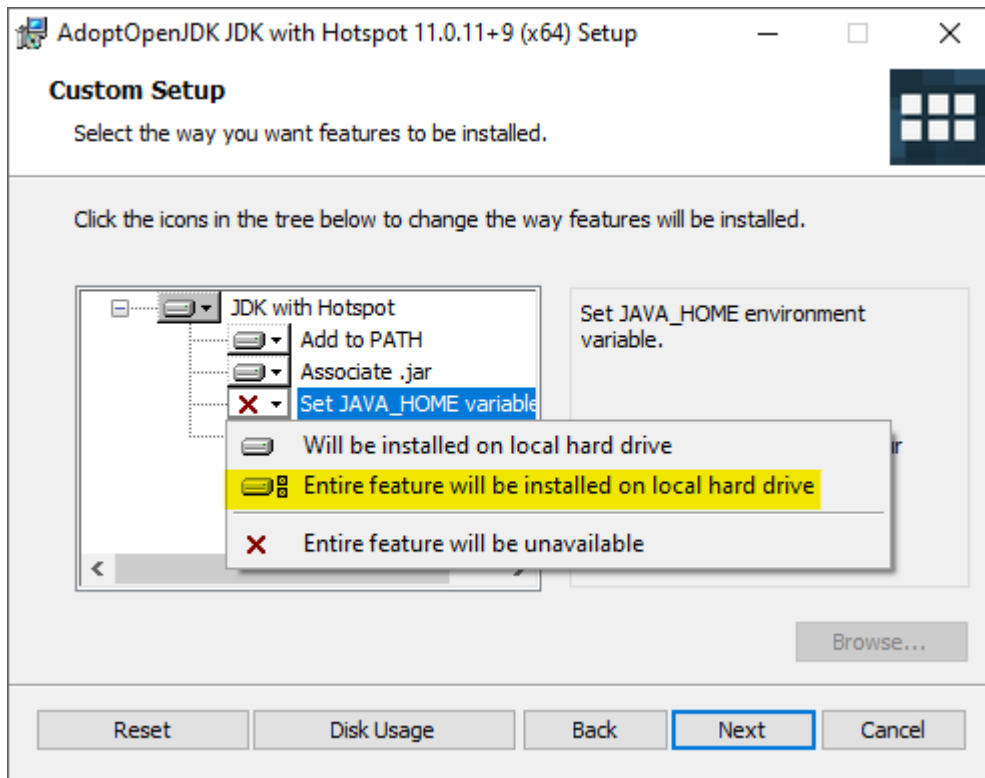 AdoptOpenJDK JDK with Hotspot 11.0.11+9 (x64) Setup
Custom Setup
Select the way you want features to be installed.
Click the icons in the tree below to change the way features will be installed.
JDK with Hotspot
Add to PATH
Associate .jar
Set JAVA_HOME variable
Set JAVA_HOME environment
variable.
Will be installed on local hard drive
Entire feature will be installed on local hard drive
Entire feature will be unavailable
Browse...
Reset
Disk Usage
Back
Next
Cancel